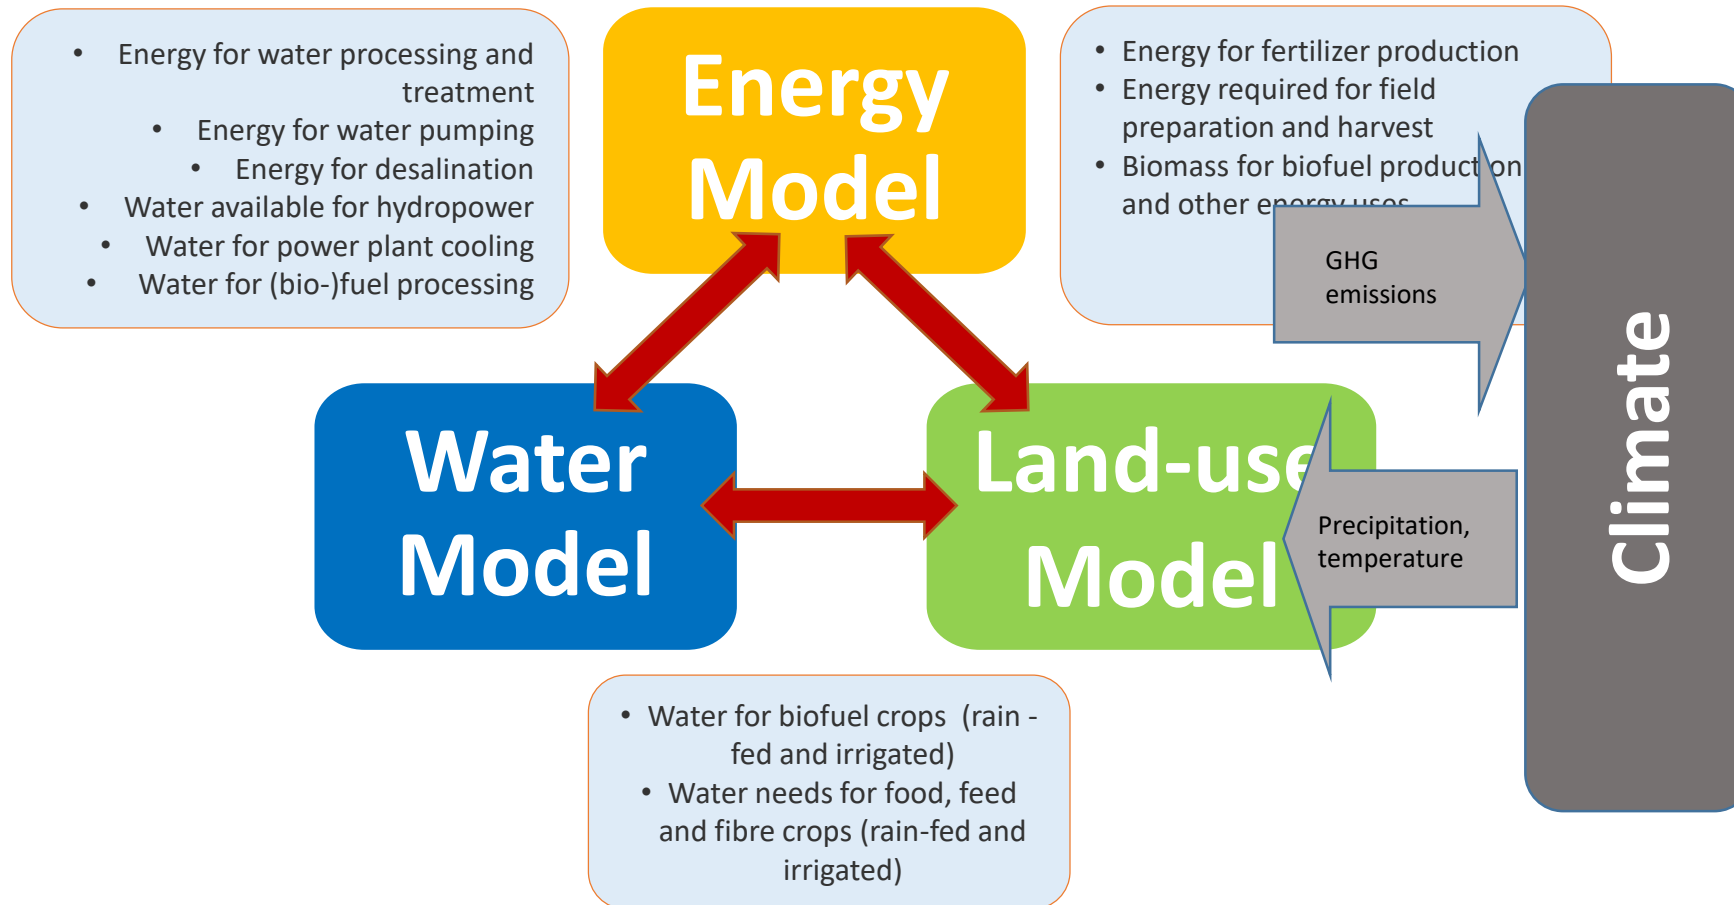 • Energy for water processing and
treatment
• Energy for water pumping
• Energy for desalination
• Water available for hydropower
• Water for power plant cooling
• Water for (bio-)fuel processing
Energy
Model
• Energy for fertilizer production
• Energy required for field
preparation and harvest
• Biomass for biofuel production
and other energy uses
GHG
emissions
Climate
Water
Model
Land-use
Model
Precipitation,
temperature
• Water for biofuel crops (rain -
fed and irrigated)
• Water needs for food, feed
and fibre crops (rain-fed and
irrigated)